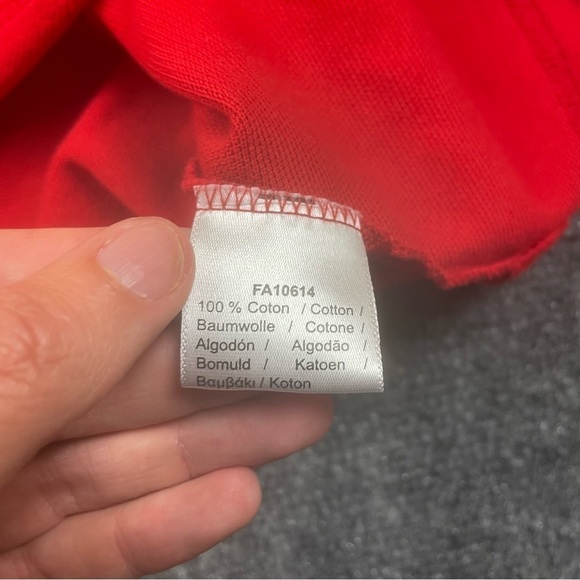 FA10614
100 % Coton / Cotton /
Baumwolle / Cotone /
Algodón / Algodão /
Bomuld / Katoen /
Βαμβάκι / Koton